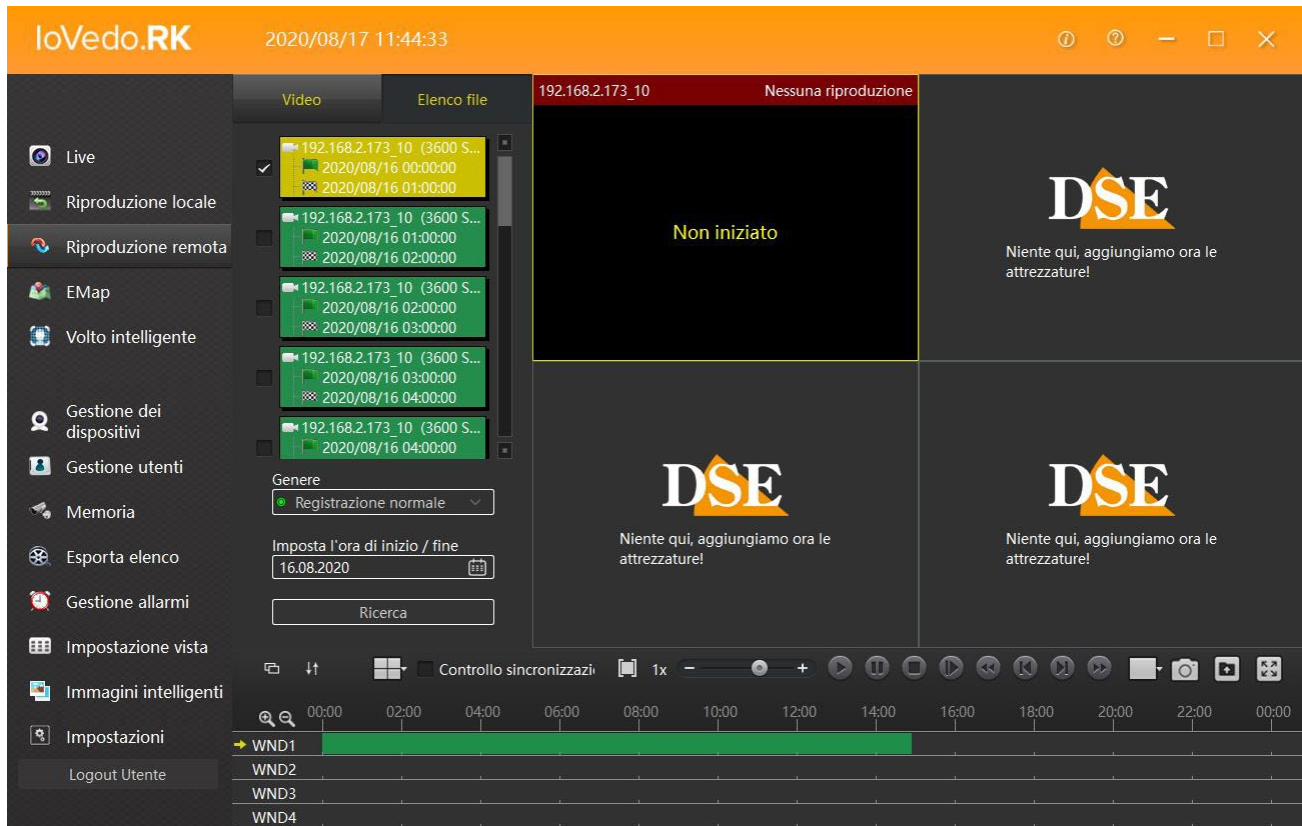 IoVedo.RK
2020/08/17 11:44:33
Live
Riproduzione locale
Riproduzione remota
EMap
Volto intelligente
Gestione dei
dispositivi
Gestione utenti
Memoria
Esporta elenco
Gestione allarmi
Impostazione vista
Immagini intelligenti
Impostazioni
Logout Utente
Video
Elenco file
192.168.2.173_10 (3600 S...
2020/08/16 00:00:00
2020/08/16 01:00:00
192.168.2.173_10 (3600 S...
2020/08/16 01:00:00
2020/08/16 02:00:00
192.168.2.173_10 (3600 S...
2020/08/16 02:00:00
2020/08/16 03:00:00
192.168.2.173_10 (3600 S...
2020/08/16 03:00:00
2020/08/16 04:00:00
192.168.2.173_10 (3600 S...
2020/08/16 04:00:00
Genere
Registrazione normale
Imposta l'ora di inizio / fine
16.08.2020
Ricerca
192.168.2.173_10 Nessuna riproduzione
Non iniziato
DSE
Niente qui, aggiungiamo ora le
attrezzature!
DSE
Niente qui, aggiungiamo ora le
attrezzature!
DSE
Niente qui, aggiungiamo ora le
attrezzature!
Controllo sincronizzazi
1x
00:00 02:00 04:00 06:00 08:00 10:00 12:00 14:00 16:00 18:00 20:00 22:00 00:00
WND1
WND2
WND3
WND4